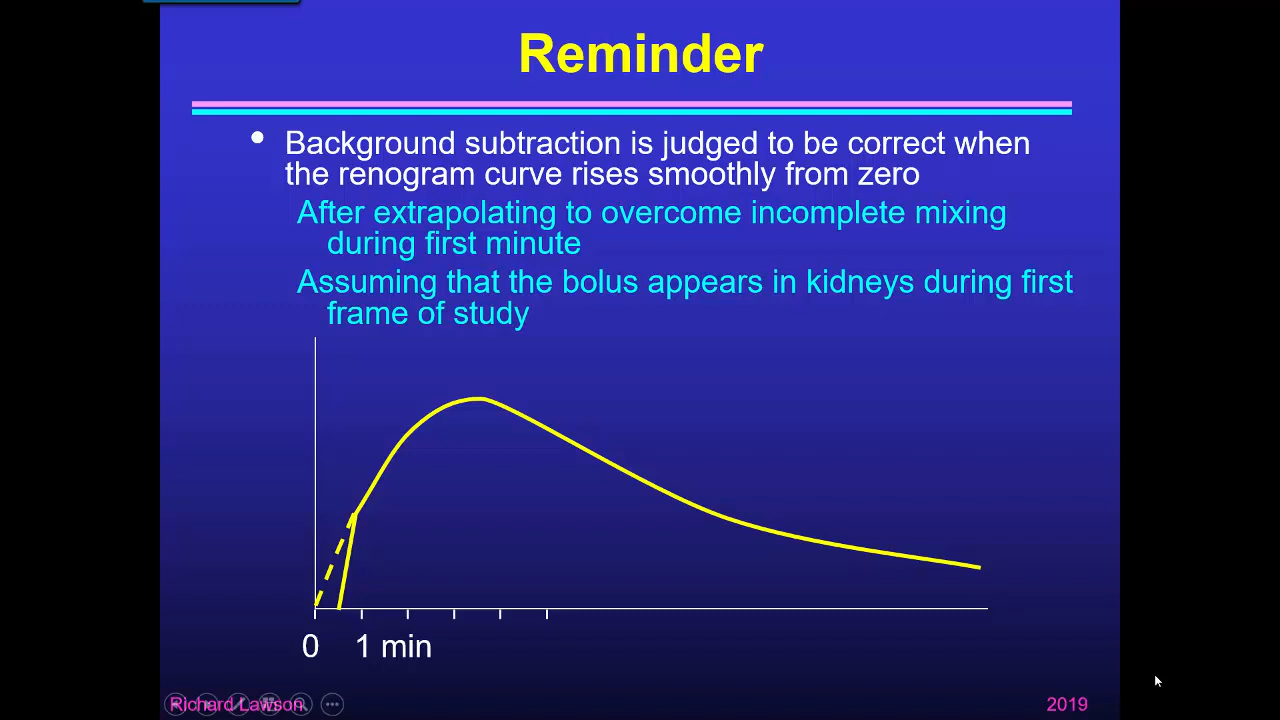 Reminder
• Background subtraction is judged to be correct when
the renogram curve rises smoothly from zero
After extrapolating to overcome incomplete mixing
during first minute
Assuming that the bolus appears in kidneys during first
frame of study
0 1 min
Richard Lawson
2019